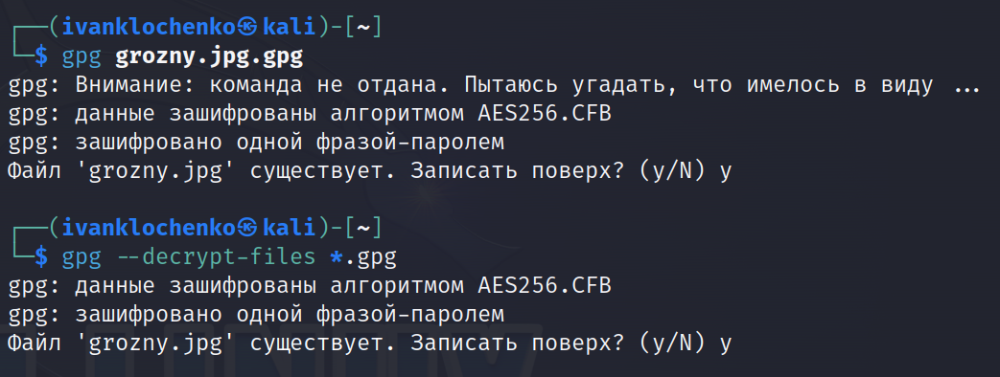 ┌──(ivanklochenko㉿kali)-[~]
└─$ gpg grozny.jpg.gpg
gpg: Внимание: команда не отдана. Пытаюсь угадать, что имелось в виду ...
gpg: данные зашифрованы алгоритмом AES256.CFB
gpg: зашифровано одной фразой-паролем
Файл 'grozny.jpg' существует. Записать поверх? (y/N) y
┌──(ivanklochenko㉿kali)-[~]
└─$ gpg --decrypt-files *.gpg
gpg: данные зашифрованы алгоритмом AES256.CFB
gpg: зашифровано одной фразой-паролем
Файл 'grozny.jpg' существует. Записать поверх? (y/N) y